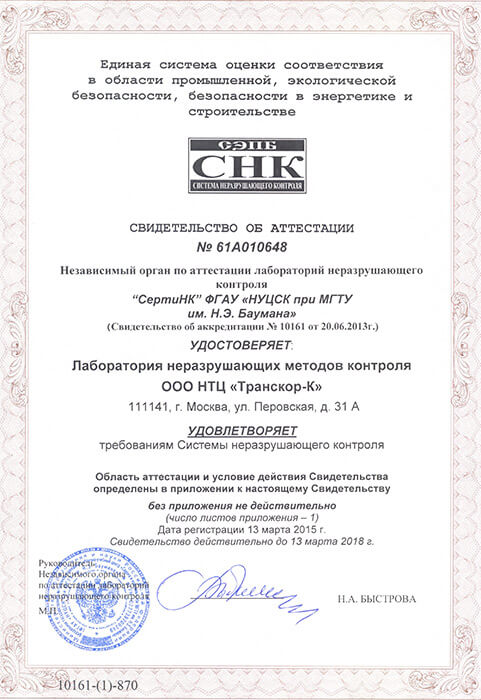 Единая система оценки соответствия
в области промышленной, экологической
безопасности, безопасности в энергетике и
строительстве
СЭПБ
СНК
СИСТЕМА НЕРАЗРУШАЮЩЕГО КОНТРОЛЯ
СВИДЕТЕЛЬСТВО ОБ АТТЕСТАЦИИ
№ 61А010648
Независимый орган по аттестации лабораторий неразрушающего
контроля
“СертиНК” ФГАУ «НУЦСК при МГТУ
им. Н.Э. Баумана»
(Свидетельство об аккредитации № 10161 от 20.06.2013г.)
УДОСТОВЕРЯЕТ:
Лаборатория неразрушающих методов контроля
ООО НТЦ «Транскор-К»
111141, г. Москва, ул. Перовская, д. 31 А
УДОВЛЕТВОРЯЕТ
требованиям Системы неразрушающего контроля
Область аттестации и условие действия Свидетельства
определены в приложении к настоящему Свидетельству
без приложения не действительно
(число листов приложения – 1)
Дата регистрации 13 марта 2015 г.
Свидетельство действительно до 13 марта 2018 г.
Руководитель
Независимого органа
по аттестации лабораторий
неразрушающего контроля
М.П.
Н.А. БЫСТРОВА
10161-(1)-870